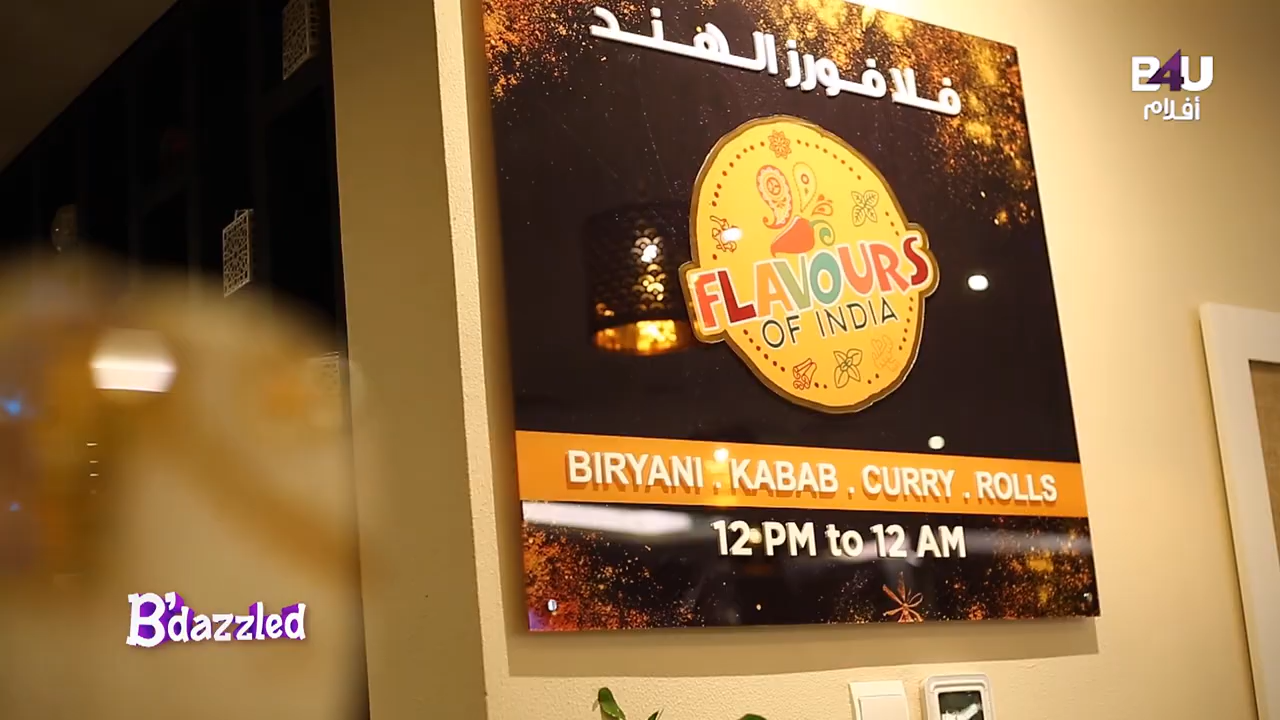 فلافورز الهند
B4U
أفلام
FLAVOURS
OF INDIA
BIRYANI . KABAB . CURRY . ROLLS
12 PM to 12 AM
B'dazzled